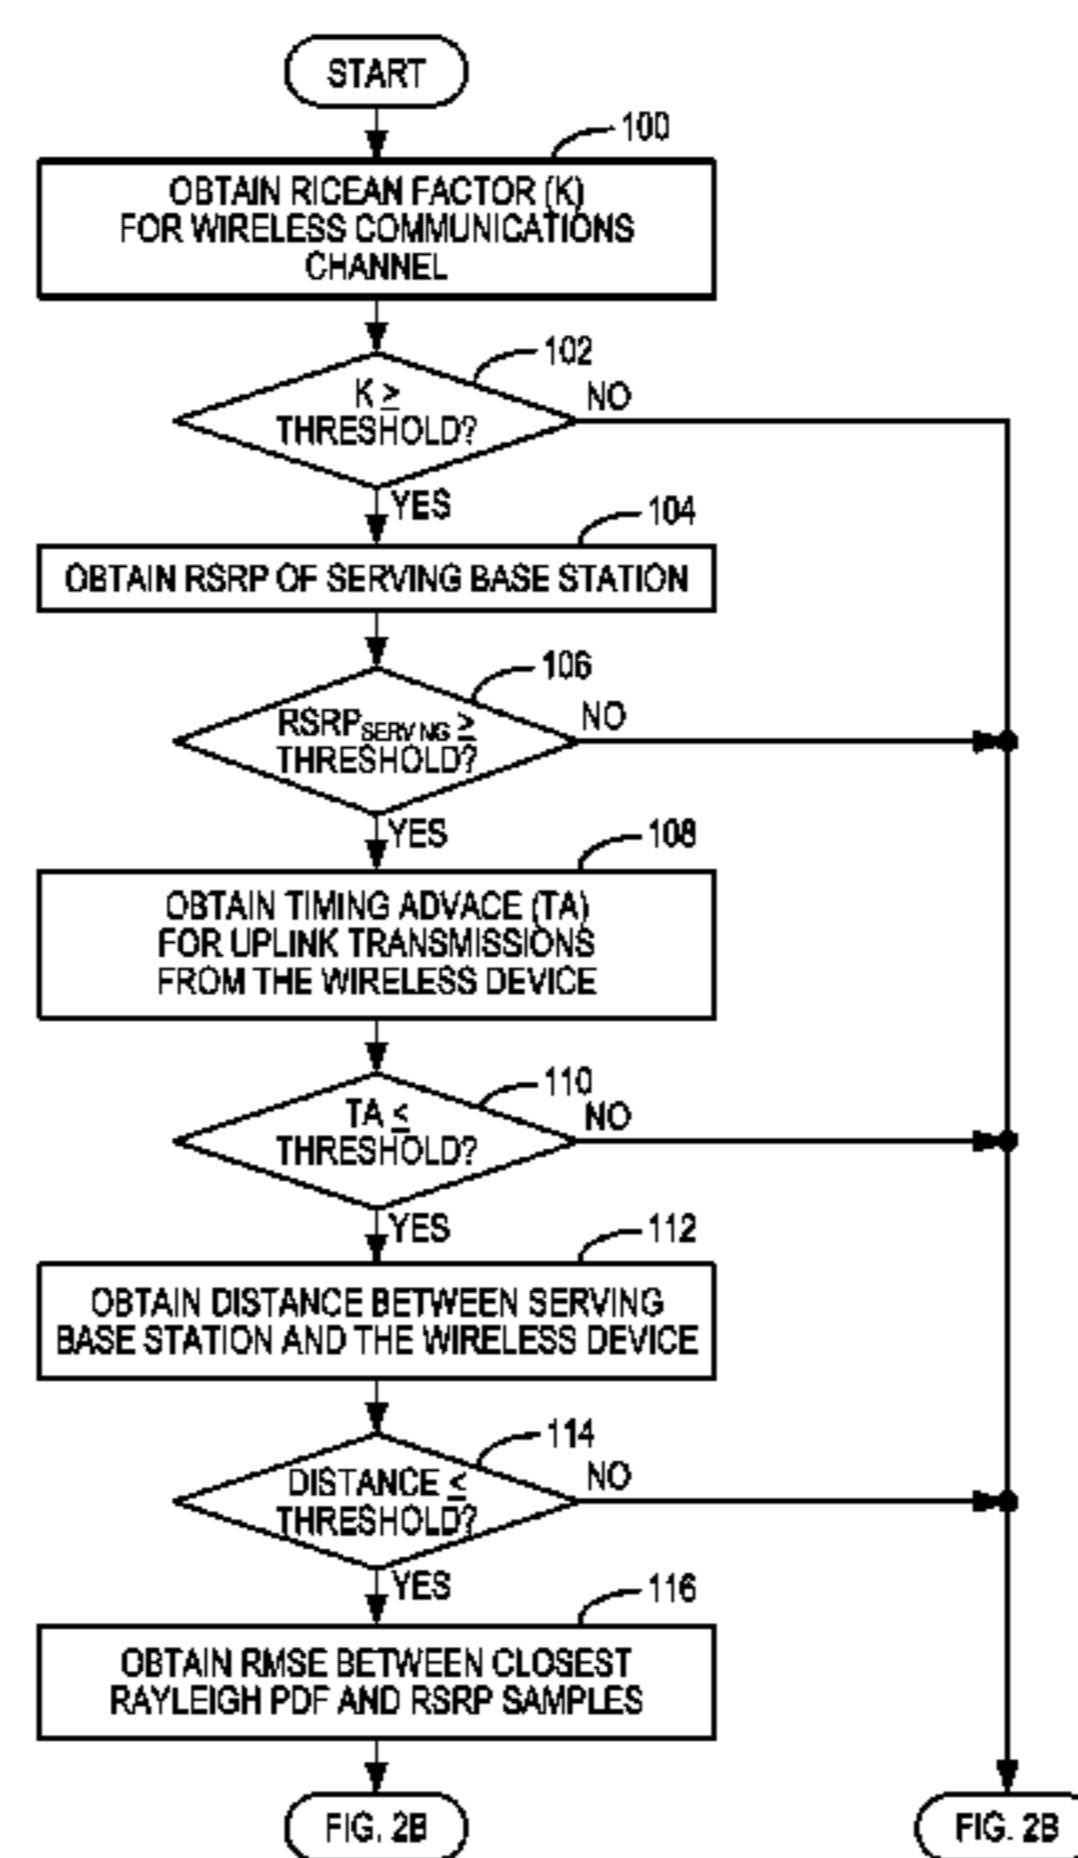 START
100
OBTAIN RICEAN FACTOR (K)
FOR WIRELESS COMMUNICATIONS
CHANNEL
102
K ≥
THRESHOLD?
NO
YES
104
OBTAIN RSRP OF SERVING BASE STATION
106
RSRPSERVING ≥
THRESHOLD?
NO
YES
108
OBTAIN TIMING ADVACE (TA)
FOR UPLINK TRANSMISSIONS
FROM THE WIRELESS DEVICE
110
TA ≤
THRESHOLD?
NO
YES
112
OBTAIN DISTANCE BETWEEN SERVING
BASE STATION AND THE WIRELESS DEVICE
114
DISTANCE ≤
THRESHOLD?
NO
YES
116
OBTAIN RMSE BETWEEN CLOSEST
RAYLEIGH PDF AND RSRP SAMPLES
FIG. 2B
FIG. 2B